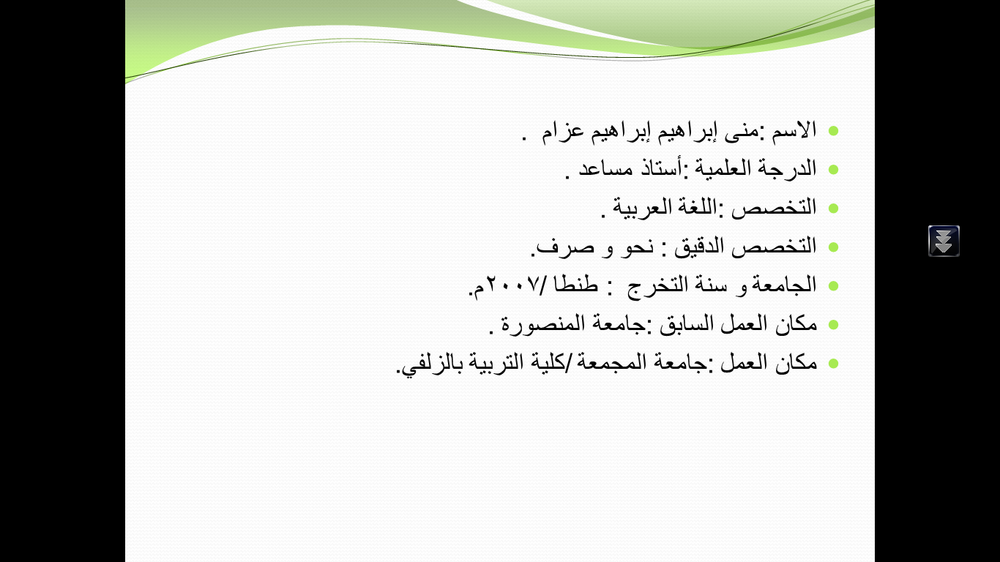 الاسم :منى إبراهيم إبراهيم عزام .
الدرجة العلمية :أستاذ مساعد .
التخصص :اللغة العربية .
التخصص الدقيق : نحو و صرف.
الجامعة و سنة التخرج : طنطا /٢٠٠٧م.
مكان العمل السابق :جامعة المنصورة .
مكان العمل :جامعة المجمعة /كلية التربية بالزلفي.